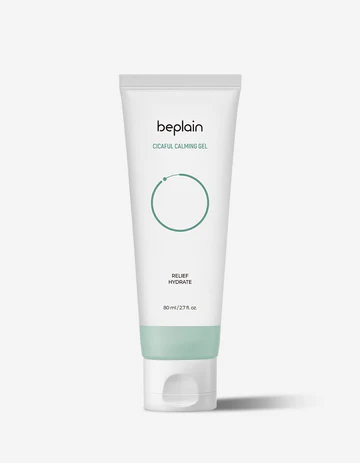 beplain
CICAFUL CALMING GEL
RELIEF
HYDRATE
80 ml / 2.7 fl. oz.